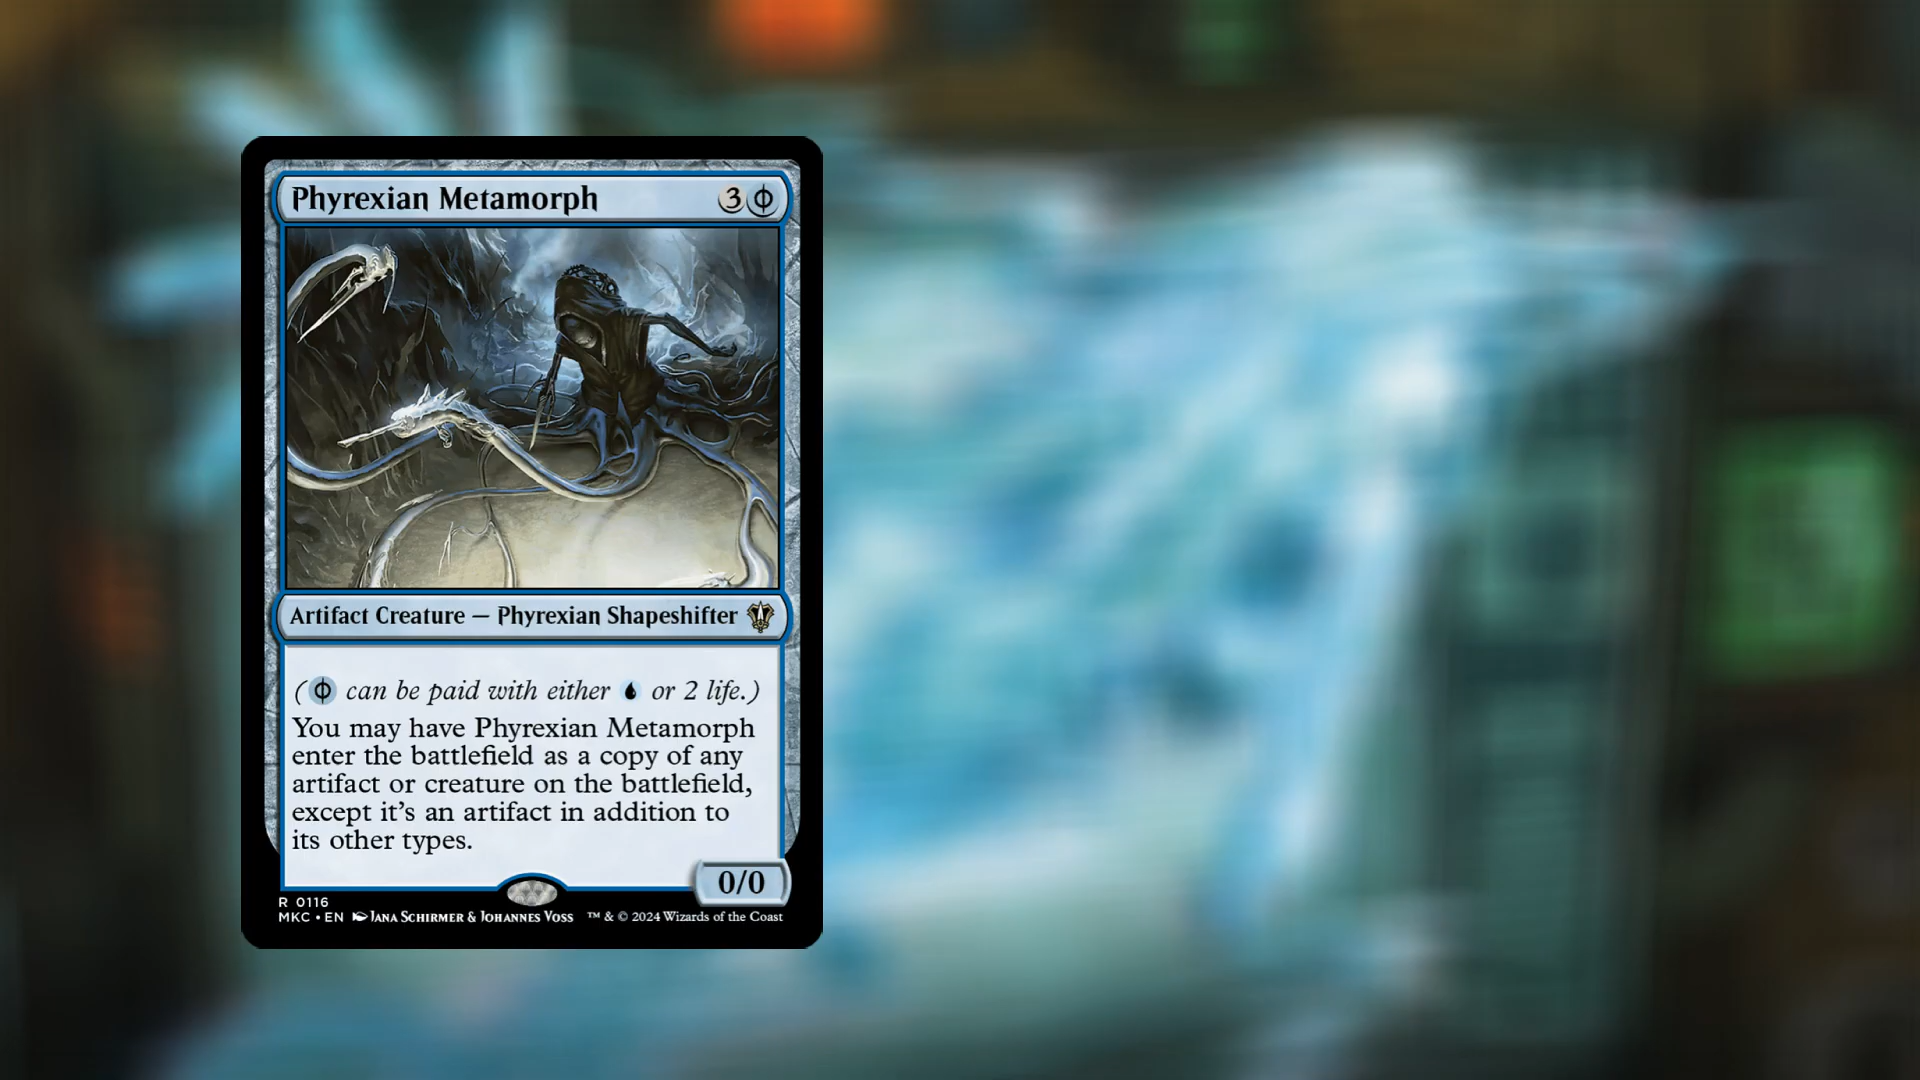 Phyrexian Metamorph 3
Artifact Creature — Phyrexian Shapeshifter
( can be paid with either or 2 life.)
You may have Phyrexian Metamorph
enter the battlefield as a copy of any
artifact or creature on the battlefield,
except it's an artifact in addition to
its other types.
0/0
R 0116
MKC • EN Jana Schirmer & Johannes Voss ™ & © 2024 Wizards of the Coast